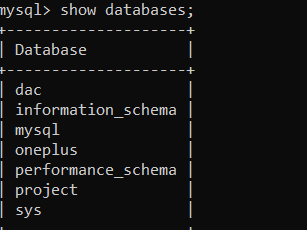 mysql> show databases;
+--------------------+
| Database           |
+--------------------+
| dac                |
| information_schema |
| mysql              |
| oneplus            |
| performance_schema |
| project            |
| sys                |
+--------------------+